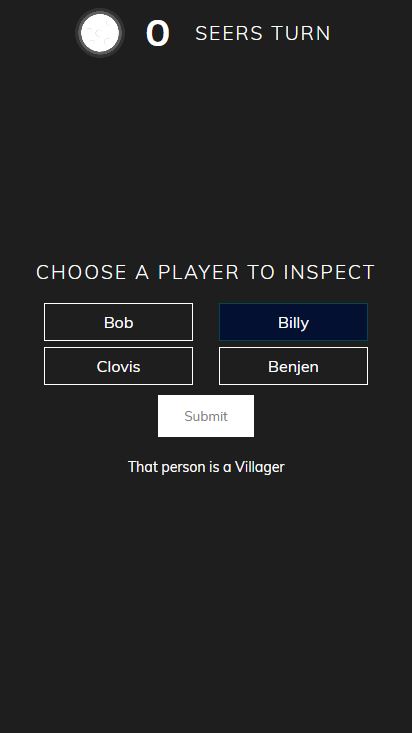 0 SEERS TURN
CHOOSE A PLAYER TO INSPECT
Bob Billy
Clovis Benjen
Submit
That person is a Villager